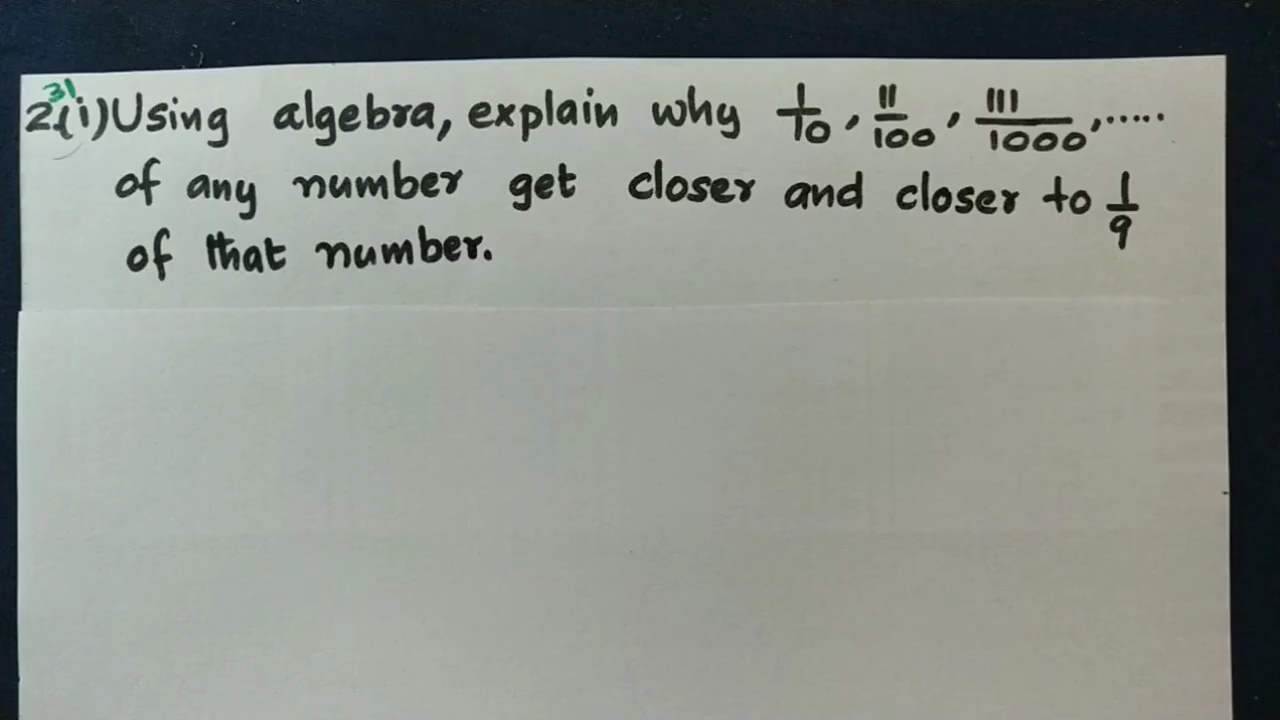 31
2(i) Using algebra, explain why 1/10, 11/100, 111/1000, .....
of any number get closer and closer to 1/9
of that number.